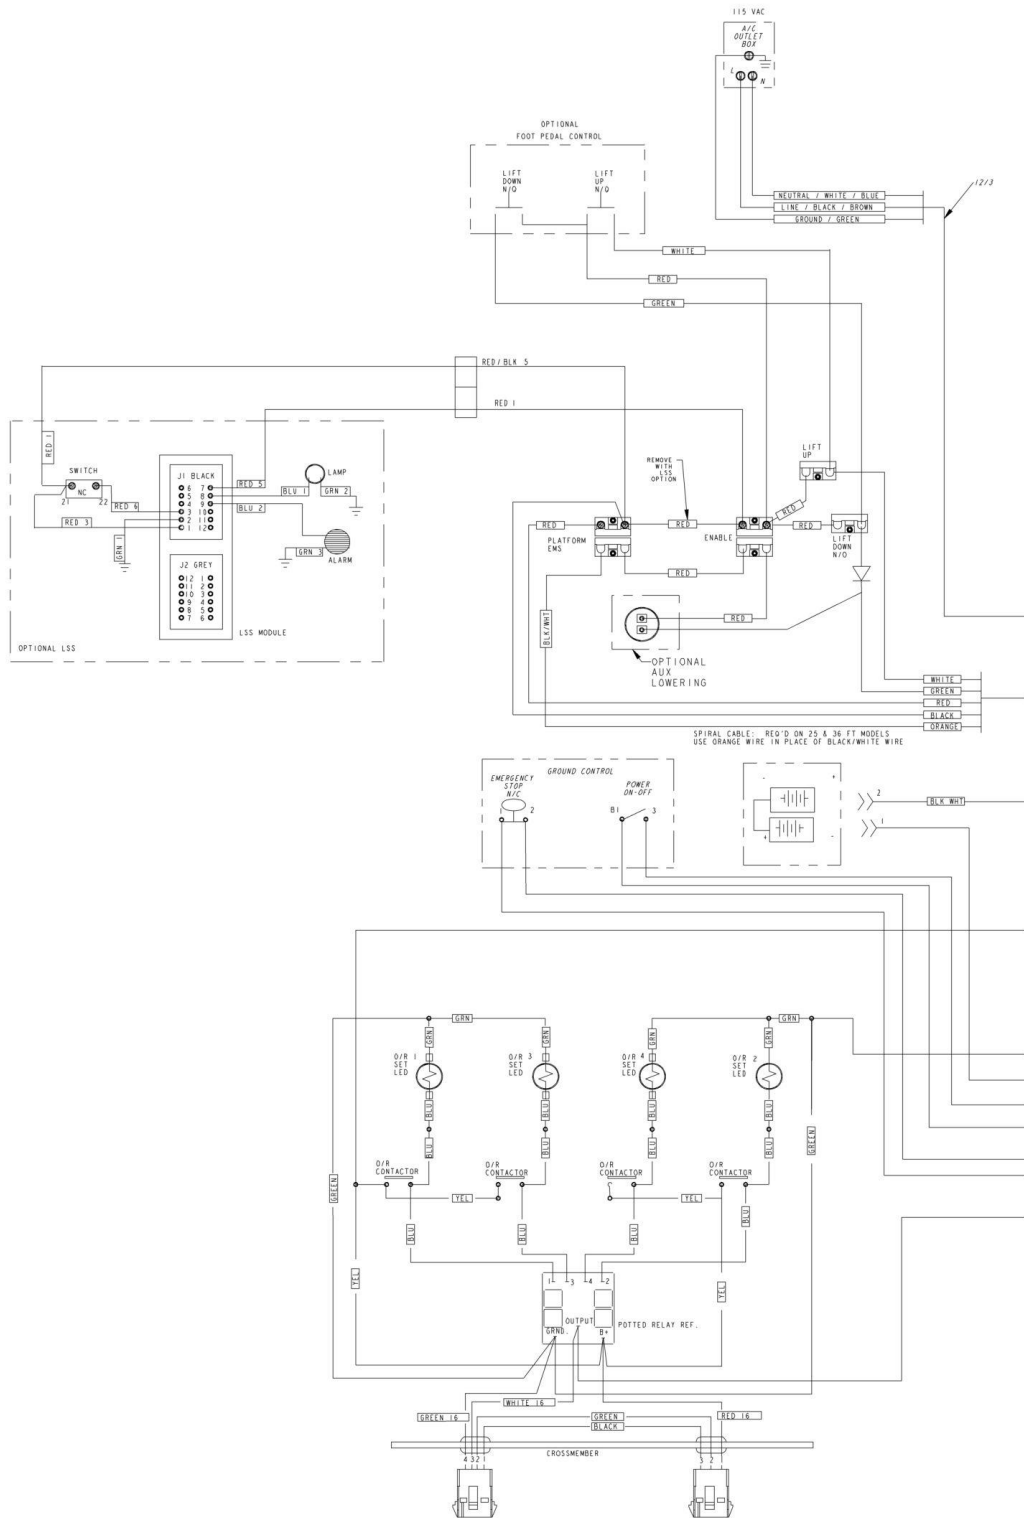 115 VAC
A/C
OUTLET
BOX
L
N
OPTIONAL
FOOT PEDAL CONTROL
LIFT
DOWN
N/O
LIFT
UP
N/O
NEUTRAL / WHITE / BLUE
LINE / BLACK / BROWN
GROUND / GREEN
12/3
WHITE
RED
GREEN
RED/BLK 5
RED 1
RED 1
SWITCH
NC
21
22
RED 6
RED 3
GRN 1
J1 BLACK
6 7
5 8
4 9
3 10
2 11
1 12
J2 GREY
12 1
11 2
10 3
9 4
8 5
7 6
LSS MODULE
RED 5
BLU 1
BLU 2
LAMP
GRN 2
GRN 3
ALARM
OPTIONAL LSS
REMOVE
WITH
LSS
OPTION
LIFT
UP
RED
RED
RED
RED
PLATFORM
EMS
ENABLE
LIFT
DOWN
N/O
RED
RED
BLK/WHT
OPTIONAL
AUX
LOWERING
WHITE
GREEN
RED
BLACK
ORANGE
SPIRAL CABLE: REQ'D ON 25 & 36 FT MODELS
USE ORANGE WIRE IN PLACE OF BLACK/WHITE WIRE
GROUND CONTROL
EMERGENCY
STOP
N/C
1
2
POWER
ON-OFF
B1
3
- +
+ -
2
BLK WHT
1
GRN
GRN
GRN
GRN
GRN
GRN
O/R 1
SET
LED
O/R 3
SET
LED
O/R 4
SET
LED
O/R 2
SET
LED
BLU
BLU
BLU
BLU
BLU
BLU
BLU
BLU
GREEN
O/R
CONTACTOR
O/R
CONTACTOR
O/R
CONTACTOR
O/R
CONTACTOR
GREEN
YEL
YEL
BLU
BLU
BLU
BLU
YEL
YEL
1 3 4 2
OUTPUT
GRND.
B+
POTTED RELAY REF.
WHITE 16
GREEN 16
GREEN
BLACK
RED 16
CROSSMEMBER
4 3 2 1
3 2 1